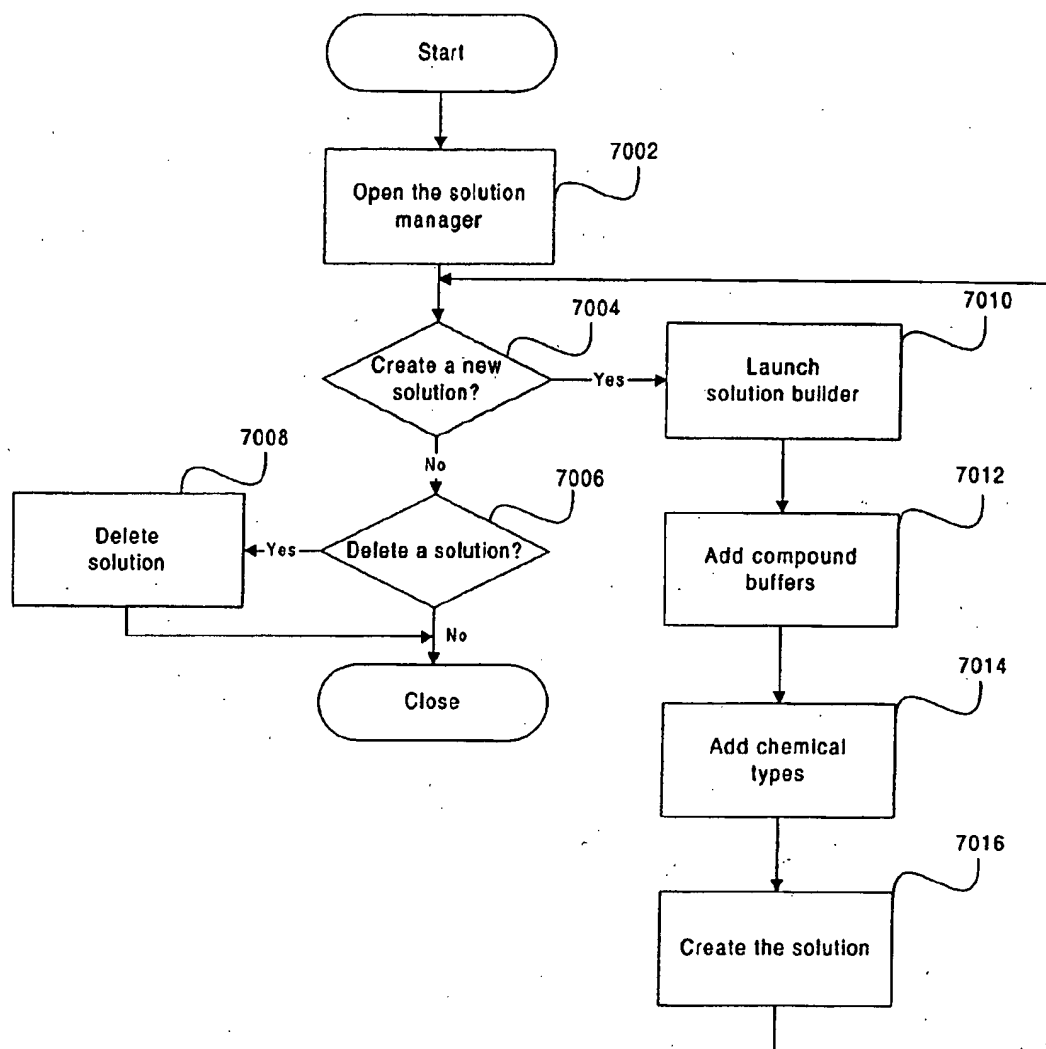 Start
7002
Open the solution
manager
7004
Create a new
solution?
Yes
7010
Launch
solution builder
No
7008
Delete
solution
Yes
7006
Delete a solution?
7012
Add compound
buffers
No
Close
7014
Add chemical
types
7016
Create the solution